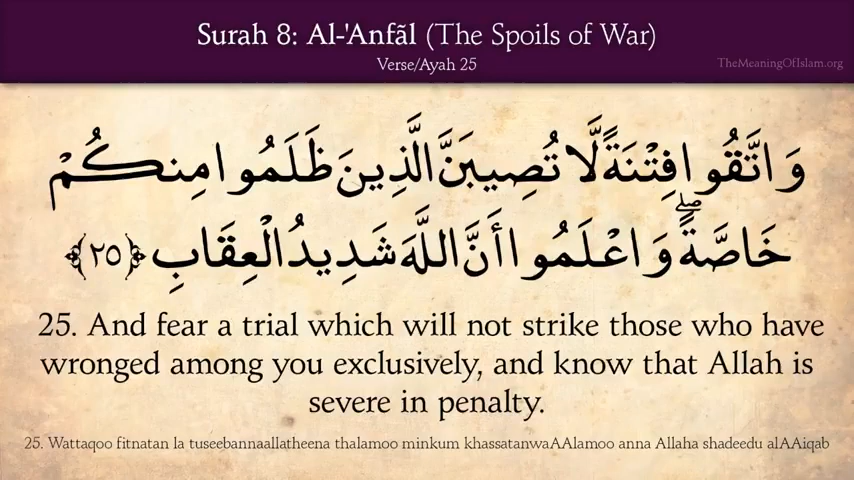 Surah 8: Al-'Anfãl (The Spoils of War)
Verse/Ayah 25
TheMeaningOfIslam.org
وَاتَّقُوا فِتْنَةً لَّا تُصِيبَنَّ الَّذِينَ ظَلَمُوا مِنكُمْ
خَاصَّةً ۖ وَاعْلَمُوا أَنَّ اللَّهَ شَدِيدُ الْعِقَابِ ﴿٢٥﴾
25. And fear a trial which will not strike those who have
wronged among you exclusively, and know that Allah is
severe in penalty.
25. Wattaqoo fitnatan la tuseebannaallatheena thalamoo minkum khassatanwaAAlamoo anna Allaha shadeedu alAAiqab